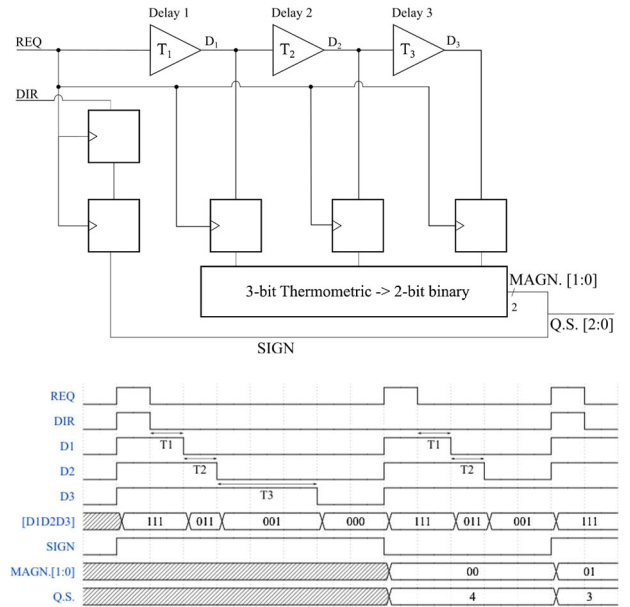 Delay 1 Delay 2 Delay 3
REQ T1 D1 T2 D2 T3 D3
DIR
3-bit Thermometric -> 2-bit binary
MAGN. [1:0]
2
Q.S. [2:0]
SIGN
REQ
DIR
D1 T1 T1
D2 T2 T2
D3 T3
[D1D2D3] 111 011 001 000 111 011 001 111
SIGN
MAGN.[1:0] 00 01
Q.S. 4 3